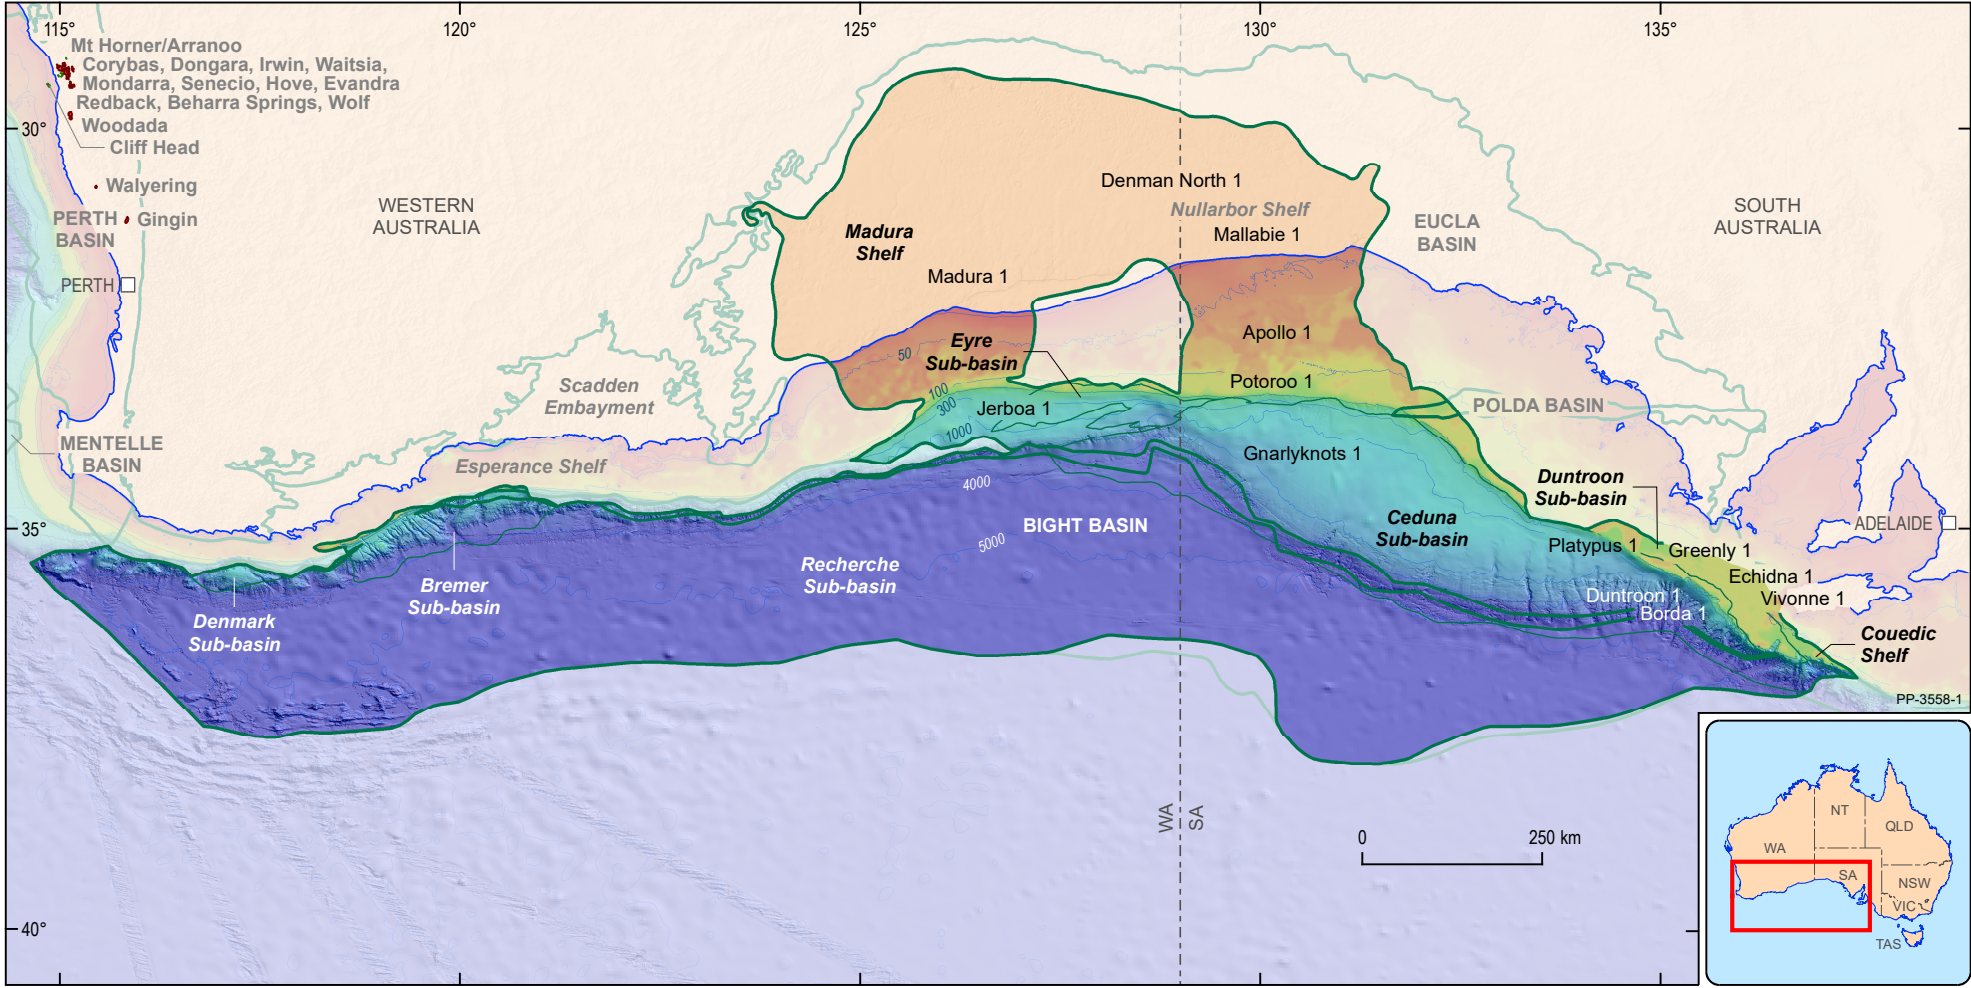 115°
120°
125°
130°
135°
Mt Horner/Arranoo
Corybas, Dongara, Irwin, Waitsia,
Mondarra, Senecio, Hove, Evandra
Redback, Beharra Springs, Wolf
Woodada
Cliff Head
30°
Walyering
PERTH
BASIN
Gingin
PERTH
WESTERN
AUSTRALIA
Madura
Shelf
Denman North 1
Nullarbor Shelf
Mallabie 1
Madura 1
EUCLA
BASIN
SOUTH
AUSTRALIA
Eyre
Sub-basin
50
100
300
1000
Jerboa 1
Apollo 1
Potoroo 1
POLDA BASIN
Scadden
Embayment
MENTELLE
BASIN
Esperance Shelf
Gnarlyknots 1
4000
5000
BIGHT BASIN
Duntroon
Sub-basin
Ceduna
Sub-basin
ADELAIDE
35°
Platypus 1
Greenly 1
Echidna 1
Vivonne 1
Duntroon 1
Borda 1
Recherche
Sub-basin
Bremer
Sub-basin
Denmark
Sub-basin
Couedic
Shelf
PP-3558-1
WA
SA
0
250 km
40°
NT
QLD
WA
SA
NSW
VIC
TAS